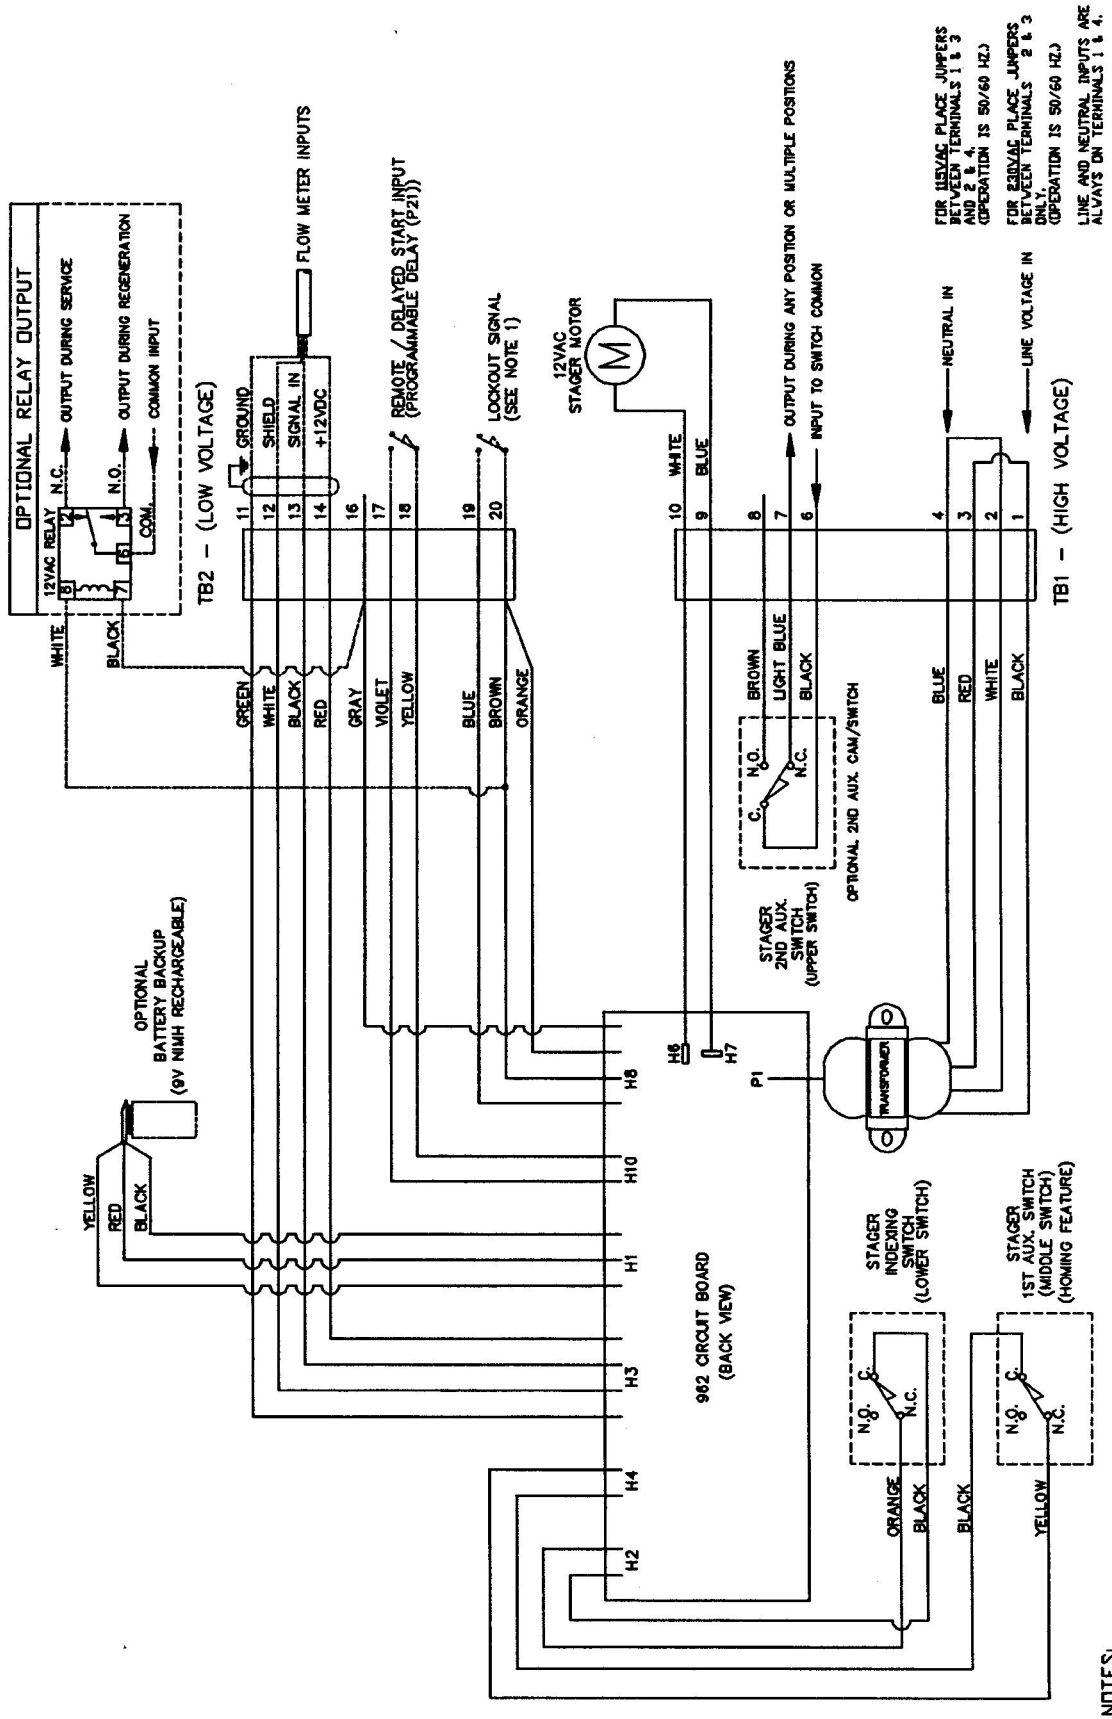 OPTIONAL RELAY OUTPUT
12VAC RELAY
N.C.
OUTPUT DURING SERVICE
N.O.
OUTPUT DURING REGENERATION
COM.
COMMON INPUT
8
2
7
6
3
WHITE
BLACK
TB2 - (LOW VOLTAGE)
GREEN
11
GROUND
WHITE
12
SHIELD
BLACK
13
SIGNAL IN
RED
14
+12VDC
FLOW METER INPUTS
GRAY
16
VIOLET
17
YELLOW
18
REMOTE / DELAYED START INPUT
(PROGRAMMABLE DELAY (P21))
BLUE
19
BROWN
20
ORANGE
LOCKOUT SIGNAL
(SEE NOTE 1)
OPTIONAL
BATTERY BACKUP
(9V NIMH RECHARGEABLE)
YELLOW
RED
BLACK
12VAC
STAGER MOTOR
M
WHITE
10
BLUE
9
BROWN
8
LIGHT BLUE
7
BLACK
6
OUTPUT DURING ANY POSITION OR MULTIPLE POSITIONS
INPUT TO SWITCH COMMON
N.O.
C.
N.C.
STAGER
2ND AUX.
SWITCH
(UPPER SWITCH)
OPTIONAL 2ND AUX. CAM/SWITCH
BLUE
4
RED
3
WHITE
2
BLACK
1
NEUTRAL IN
LINE VOLTAGE IN
TB1 - (HIGH VOLTAGE)
FOR 115VAC PLACE JUMPERS
BETWEEN TERMINALS 1 & 3
AND 2 & 4.
(OPERATION IS 50/60 HZ.)
FOR 230VAC PLACE JUMPERS
BETWEEN TERMINALS 2 & 3
ONLY.
(OPERATION IS 50/60 HZ.)
LINE AND NEUTRAL INPUTS ARE
ALWAYS ON TERMINALS 1 & 4.
H2
H4
H3
H1
H10
H8
H6
H7
P1
962 CIRCUIT BOARD
(BACK VIEW)
TRANSFORMER
STAGER
INDEXING
SWITCH
(LOWER SWITCH)
N.O.
C.
N.C.
ORANGE
BLACK
STAGER
1ST AUX. SWITCH
(MIDDLE SWITCH)
(HOMING FEATURE)
N.O.
C.
N.C.
BLACK
YELLOW
NOTES: